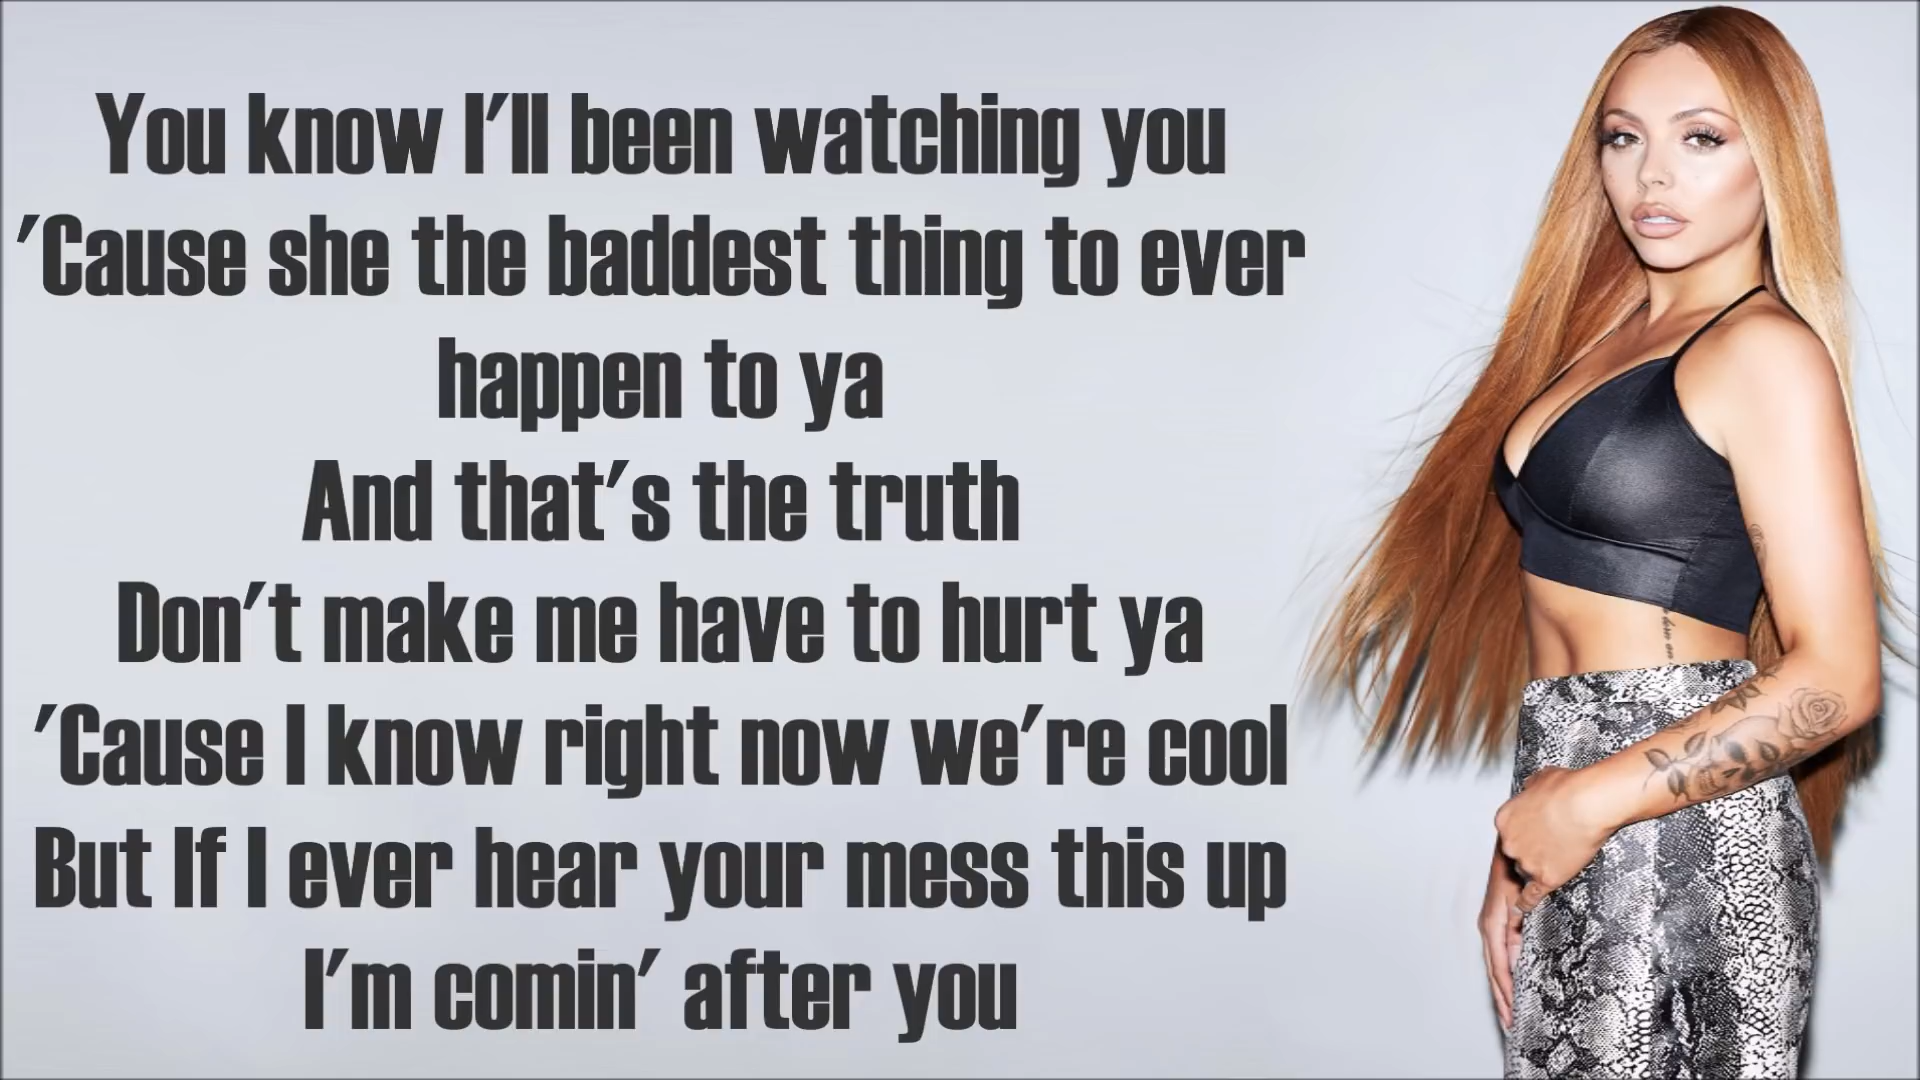 You know I'll been watching you
'Cause she the baddest thing to ever
happen to ya
And that's the truth
Don't make me have to hurt ya
'Cause I know right now we're cool
But If I ever hear your mess this up
I'm comin' after you